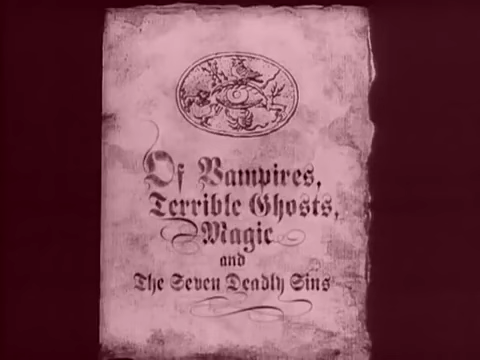 Of Vampires,
Terrible Ghosts,
Magic
and
The Seven Deadly Sins